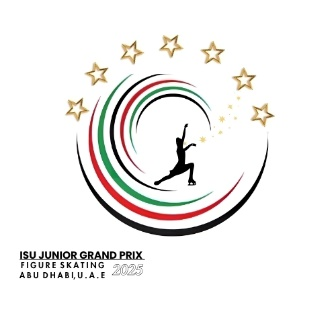 ISU JUNIOR GRAND PRIX
FIGURE SKATING
ABU DHABI, U.A.E 2025